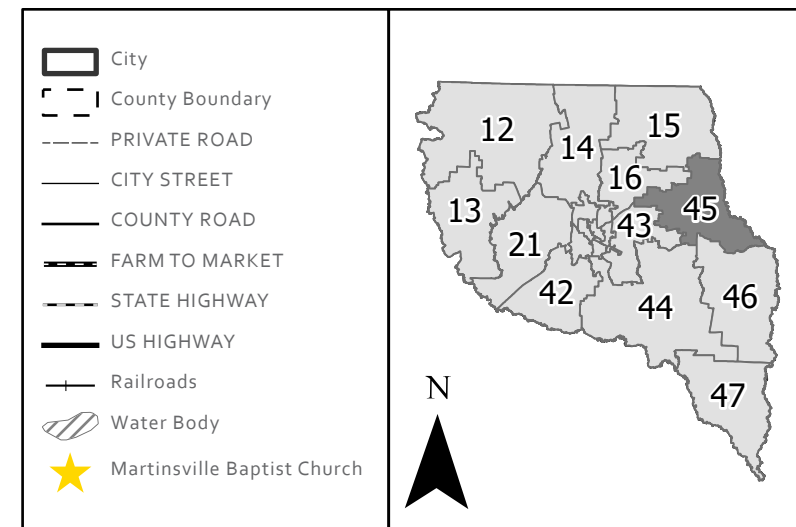 City
County Boundary
PRIVATE ROAD
CITY STREET
COUNTY ROAD
FARM TO MARKET
STATE HIGHWAY
US HIGHWAY
Railroads
Water Body
Martinsville Baptist Church
12
14
15
16
13
45
43
21
42
44
46
47
N